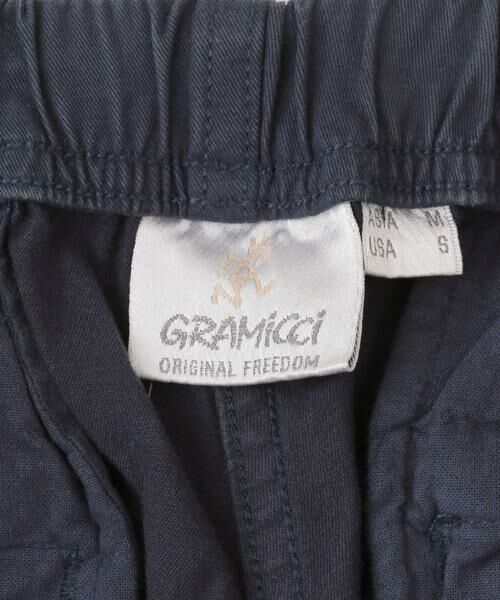 GRAMiCCi
ORIGINAL FREEDOM
ASIA M
USA S